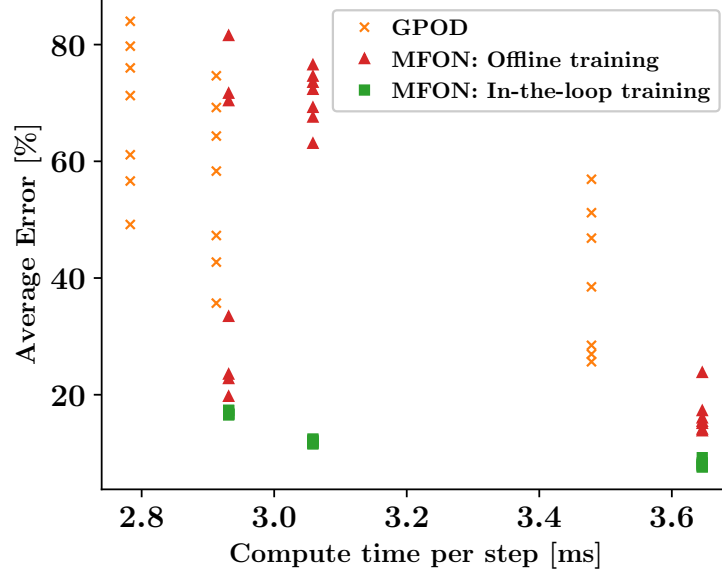 GPOD
MFON: Offline training
MFON: In-the-loop training
Average Error [%]
80
60
40
20
2.8 3.0 3.2 3.4 3.6
Compute time per step [ms]